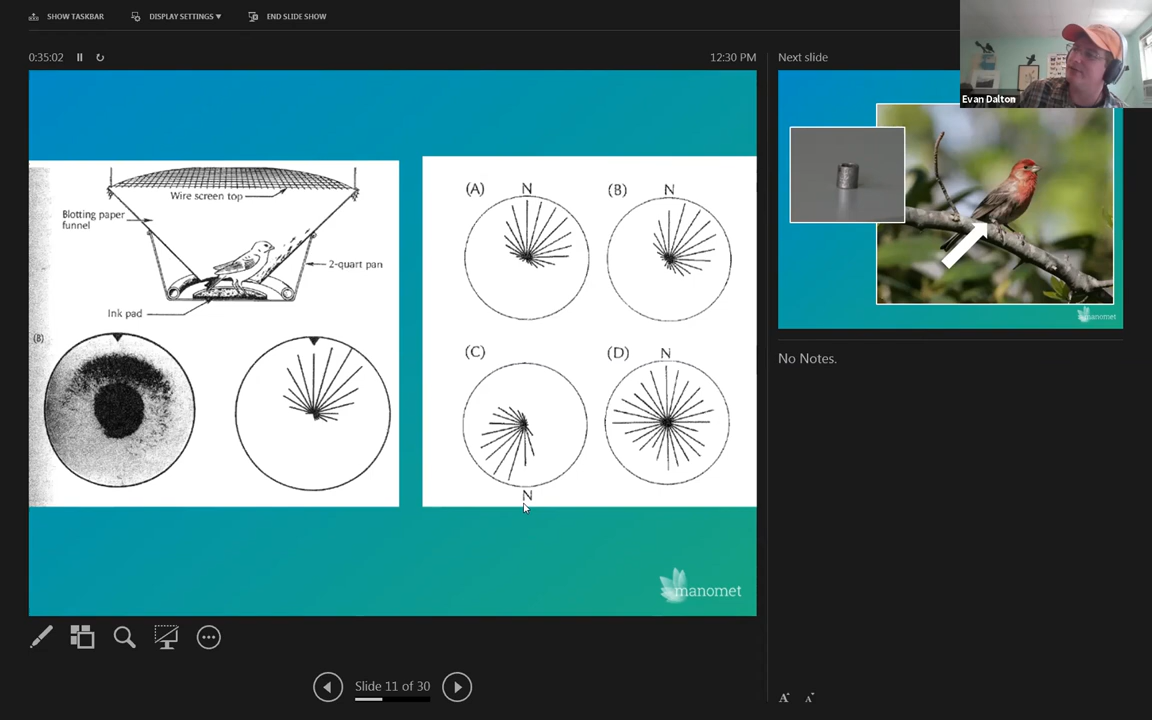 SHOW TASKBAR
DISPLAY SETTINGS ▼
END SLIDE SHOW
0:35:02
12:30 PM
Next slide
Evan Dalton
Wire screen top
Blotting paper
funnel
2-quart pan
Ink pad
(B)
(A)
N
(B)
N
(C)
(D)
N
N
manomet
manomet
No Notes.
Slide 11 of 30
A
A